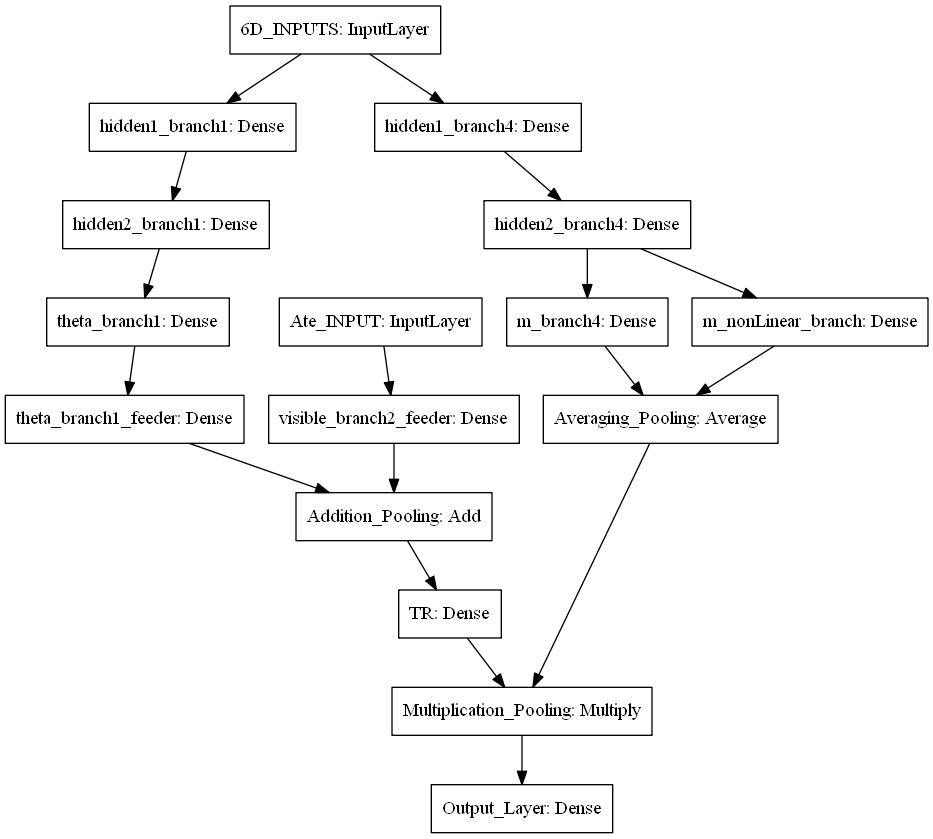 6D_INPUTS: InputLayer
hidden1_branch1: Dense
hidden1_branch4: Dense
hidden2_branch1: Dense
hidden2_branch4: Dense
theta_branch1: Dense
Ate_INPUT: InputLayer
m_branch4: Dense
m_nonLinear_branch: Dense
theta_branch1_feeder: Dense
visible_branch2_feeder: Dense
Averaging_Pooling: Average
Addition_Pooling: Add
TR: Dense
Multiplication_Pooling: Multiply
Output_Layer: Dense